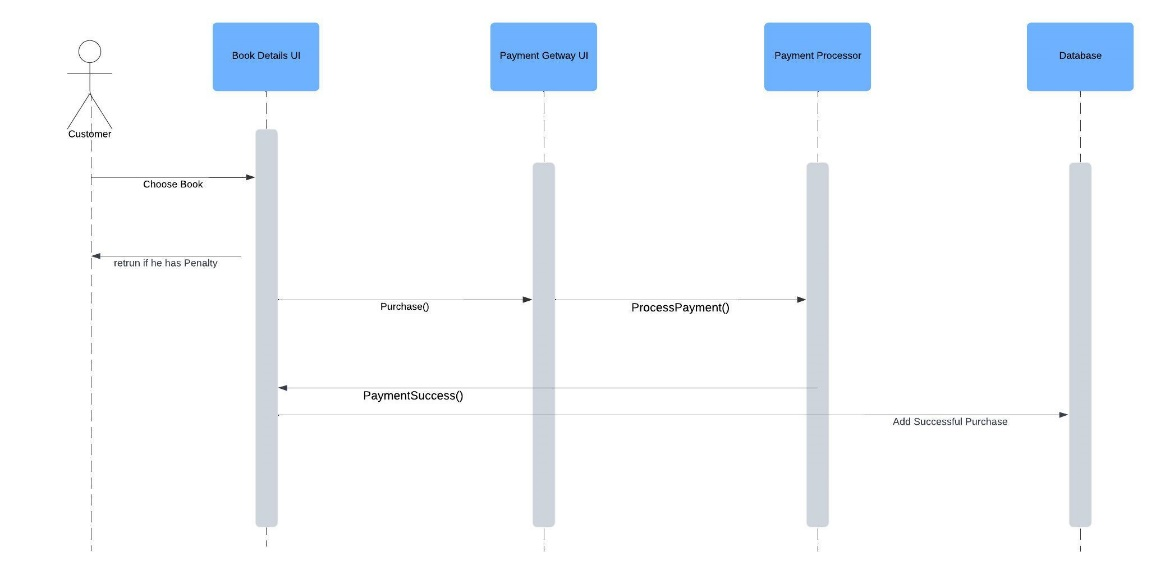 Book Details UI
Payment Getway UI
Payment Processor
Database
Customer
Choose Book
retrun if he has Penalty
Purchase()
ProcessPayment()
PaymentSuccess()
Add Successful Purchase